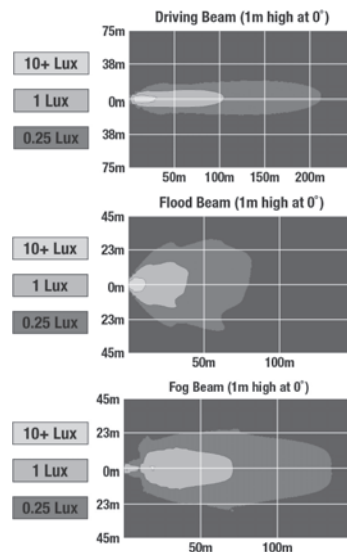 Driving Beam (1m high at 0°)
75m
38m
0m
38m
75m
10+ Lux
1 Lux
0.25 Lux
50m 100m 150m 200m
Flood Beam (1m high at 0°)
45m
23m
0m
23m
45m
10+ Lux
1 Lux
0.25 Lux
50m 100m
Fog Beam (1m high at 0°)
45m
23m
0m
23m
45m
10+ Lux
1 Lux
0.25 Lux
50m 100m